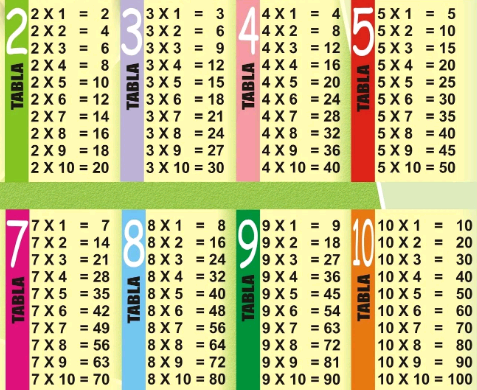 2 TABLA
2 X 1 = 2
2 X 2 = 4
2 X 3 = 6
2 X 4 = 8
2 X 5 = 10
2 X 6 = 12
2 X 7 = 14
2 X 8 = 16
2 X 9 = 18
2 X 10 = 20
3 TABLA
3 X 1 = 3
3 X 2 = 6
3 X 3 = 9
3 X 4 = 12
3 X 5 = 15
3 X 6 = 18
3 X 7 = 21
3 X 8 = 24
3 X 9 = 27
3 X 10 = 30
4 TABLA
4 X 1 = 4
4 X 2 = 8
4 X 3 = 12
4 X 4 = 16
4 X 5 = 20
4 X 6 = 24
4 X 7 = 28
4 X 8 = 32
4 X 9 = 36
4 X 10 = 40
5 TABLA
5 X 1 = 5
5 X 2 = 10
5 X 3 = 15
5 X 4 = 20
5 X 5 = 25
5 X 6 = 30
5 X 7 = 35
5 X 8 = 40
5 X 9 = 45
5 X 10 = 50
7 TABLA
7 X 1 = 7
7 X 2 = 14
7 X 3 = 21
7 X 4 = 28
7 X 5 = 35
7 X 6 = 42
7 X 7 = 49
7 X 8 = 56
7 X 9 = 63
7 X 10 = 70
8 TABLA
8 X 1 = 8
8 X 2 = 16
8 X 3 = 24
8 X 4 = 32
8 X 5 = 40
8 X 6 = 48
8 X 7 = 56
8 X 8 = 64
8 X 9 = 72
8 X 10 = 80
9 TABLA
9 X 1 = 9
9 X 2 = 18
9 X 3 = 27
9 X 4 = 36
9 X 5 = 45
9 X 6 = 54
9 X 7 = 63
9 X 8 = 72
9 X 9 = 81
9 X 10 = 90
10 TABLA
10 X 1 = 10
10 X 2 = 20
10 X 3 = 30
10 X 4 = 40
10 X 5 = 50
10 X 6 = 60
10 X 7 = 70
10 X 8 = 80
10 X 9 = 90
10 X 10 = 100